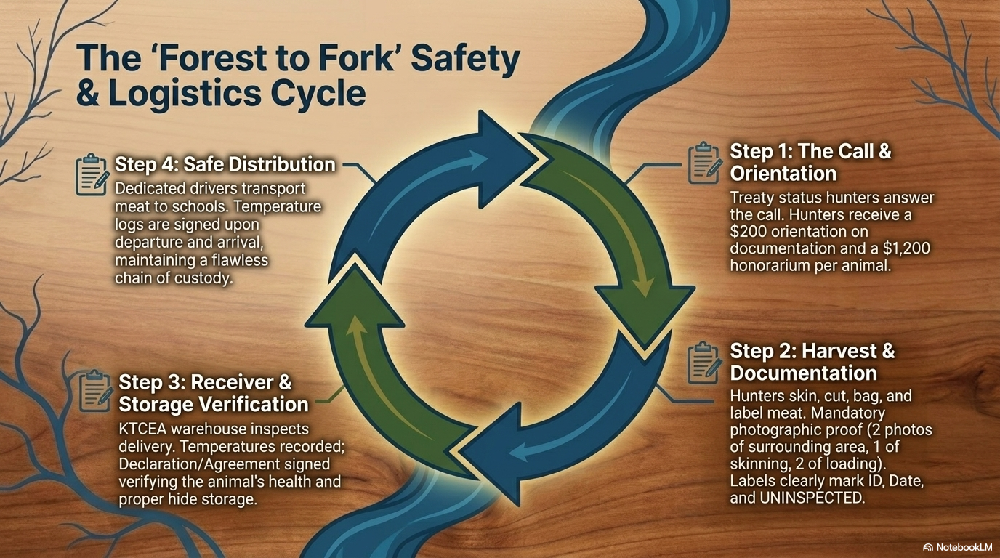 The ‘Forest to Fork’ Safety
& Logistics Cycle
Step 1: The Call &
Orientation
Treaty status hunters answer
the call. Hunters receive a
$200 orientation on
documentation and a $1,200
honorarium per animal.
Step 2: Harvest &
Documentation
Hunters skin, cut, bag, and
label meat. Mandatory
photographic proof (2 photos
of surrounding area, 1 of
skinning, 2 of loading).
Labels clearly mark ID, Date,
and UNINSPECTED.
Step 3: Receiver &
Storage Verification
KTCEA warehouse inspects
delivery. Temperatures recorded;
Declaration/Agreement signed
verifying the animal's health and
proper hide storage.
Step 4: Safe Distribution
Dedicated drivers transport
meat to schools. Temperature
logs are signed upon
departure and arrival,
maintaining a flawless
chain of custody.
NotebookLM